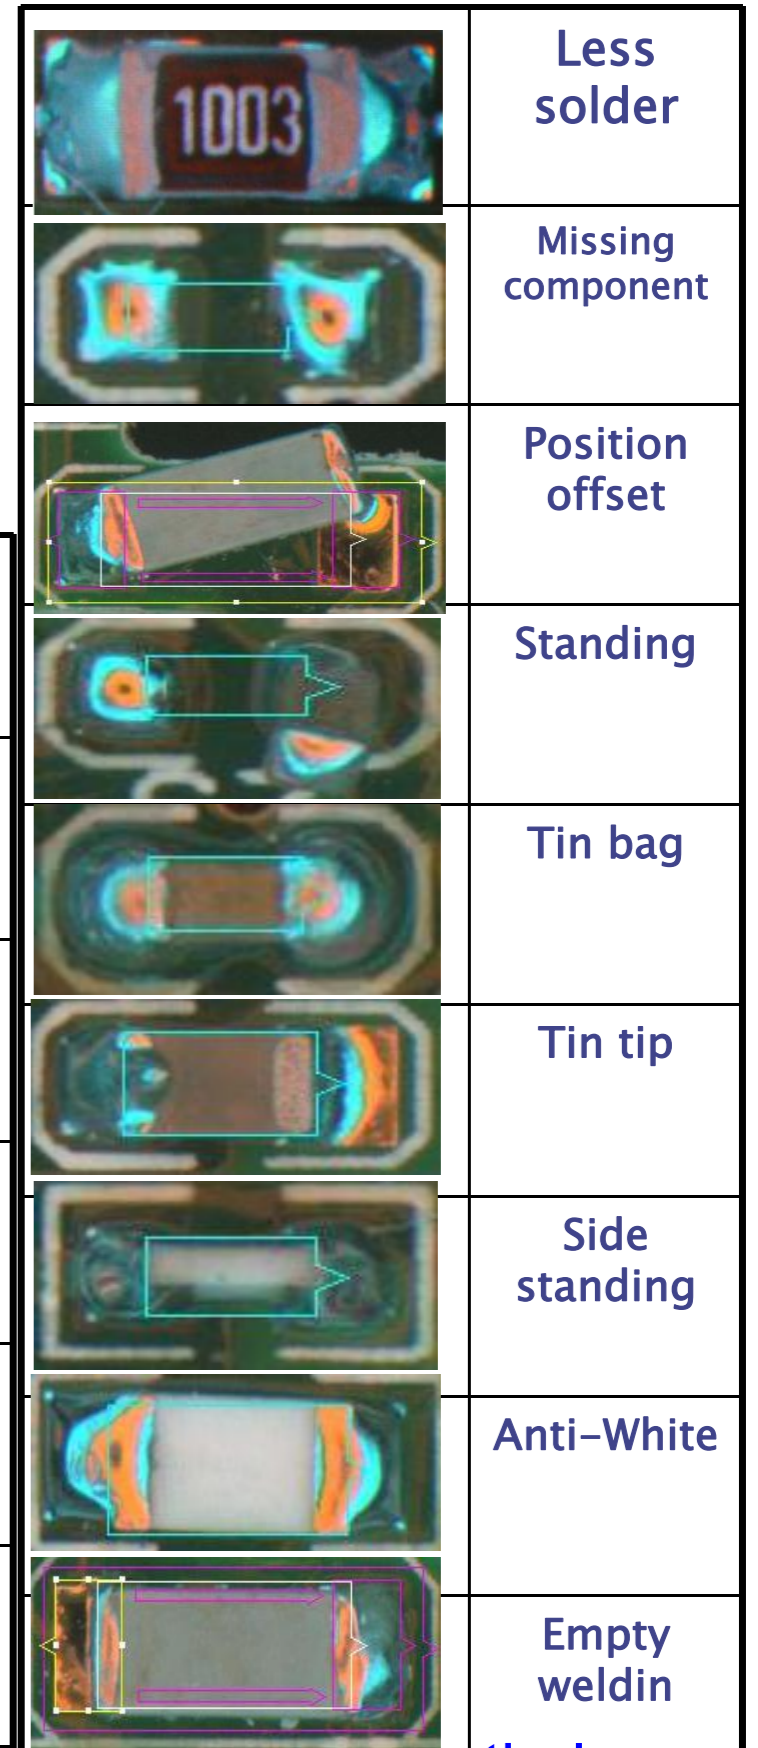 1003
Less
solder
Missing
component
Position
offset
Standing
Tin bag
Tin tip
Side
standing
Anti-White
Empty
weldin